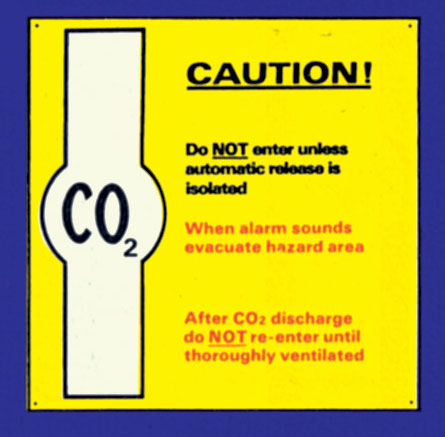 CAUTION!
Do NOT enter unless
automatic release is
isolated
CO2
When alarm sounds
evacuate hazard area
After CO2 discharge
do NOT re-enter until
thoroughly ventilated